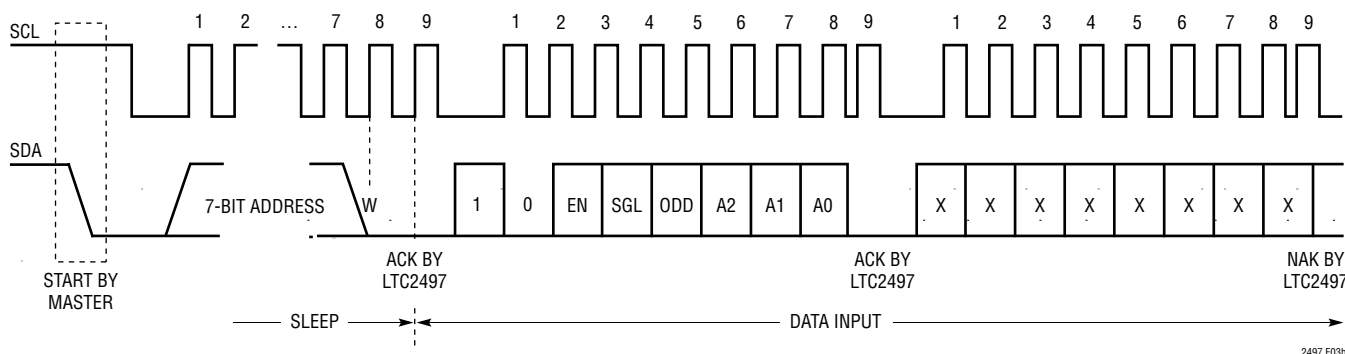 SCL
1 2 … 7 8 9 1 2 3 4 5 6 7 8 9 1 2 3 4 5 6 7 8 9
SDA
7-BIT ADDRESS W 1 0 EN SGL ODD A2 A1 A0 X X X X X X X X
START BY
MASTER
ACK BY
LTC2497
ACK BY
LTC2497
NAK BY
LTC2497
SLEEP
DATA INPUT
2497 F03b